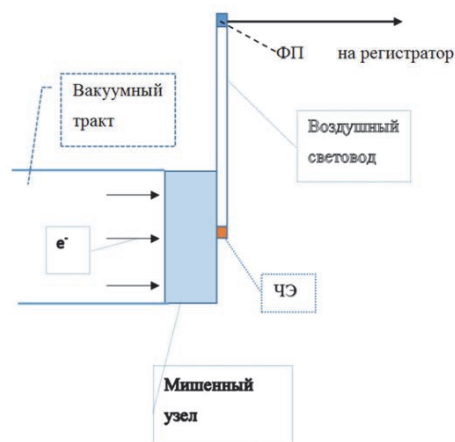 ФП на регистратор
Вакуумный
тракт
Воздушный
световод
e-
ЧЭ
Мишенный
узел